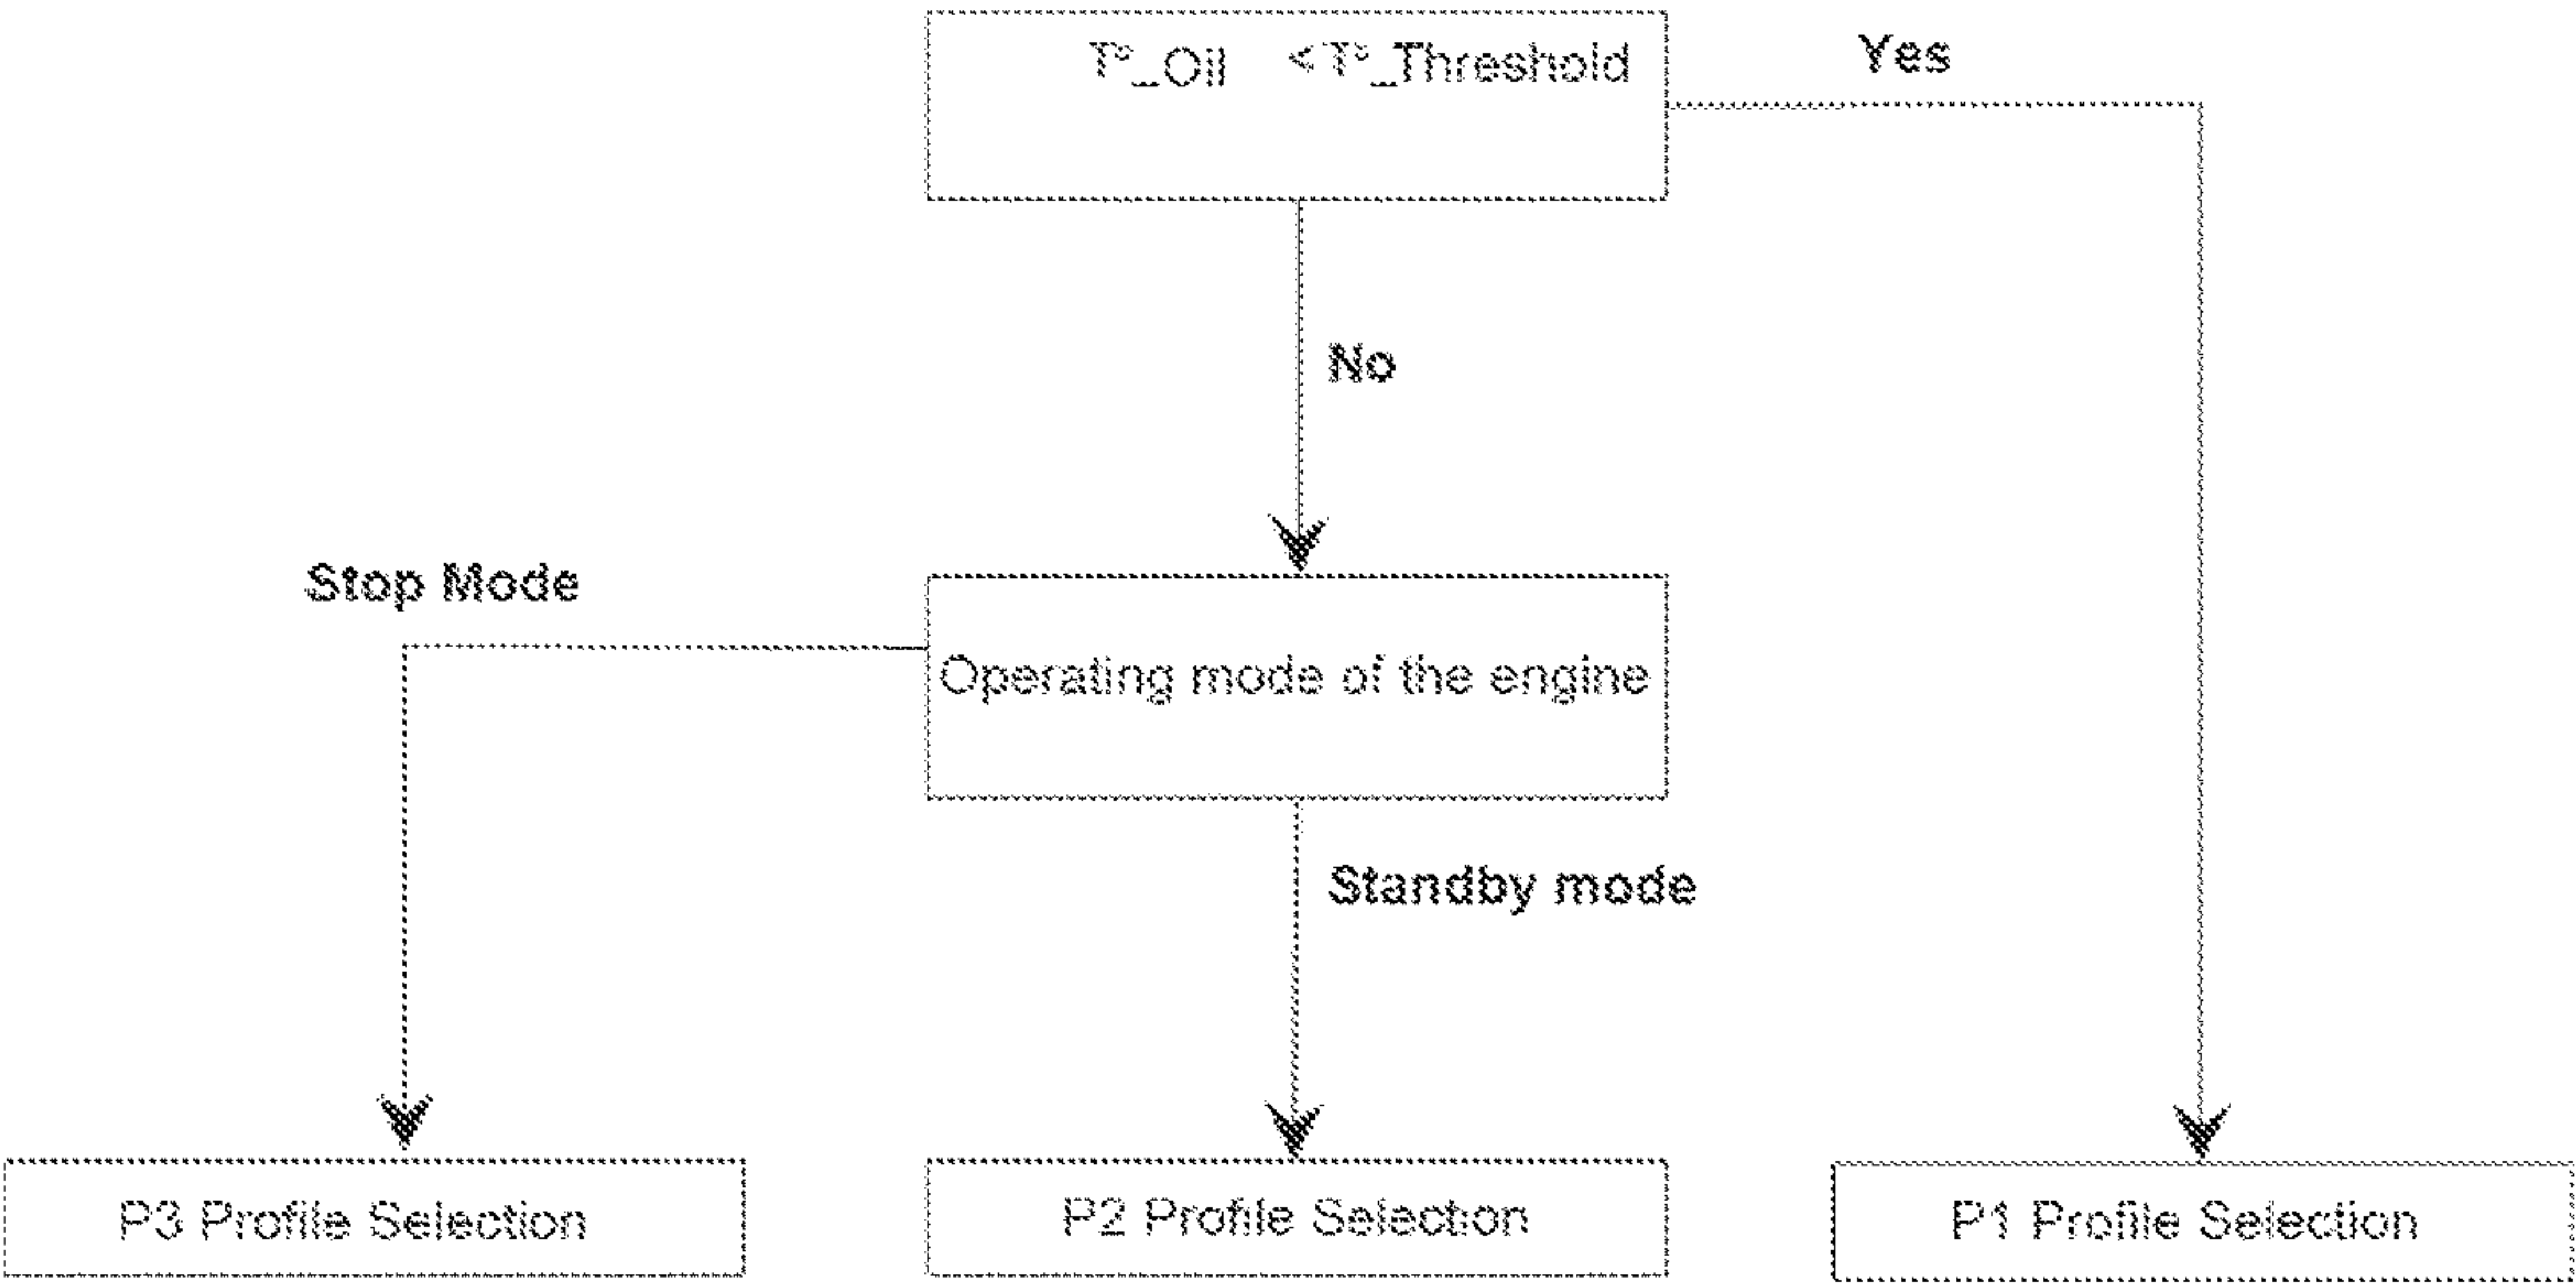 T°_Oil < T°_Threshold
Yes
No
Stop Mode
Operating mode of the engine
Standby mode
P3 Profile Selection
P2 Profile Selection
P1 Profile Selection